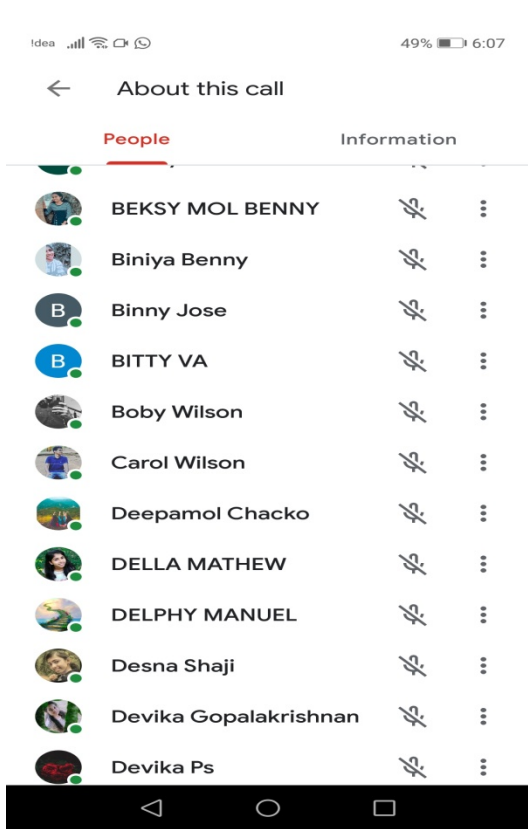 !dea 49% 6:07
About this call
People Information
BEKSY MOL BENNY
Biniya Benny
B Binny Jose
B BITTY VA
Boby Wilson
Carol Wilson
Deepamol Chacko
DELLA MATHEW
DELPHY MANUEL
Desna Shaji
Devika Gopalakrishnan
Devika Ps